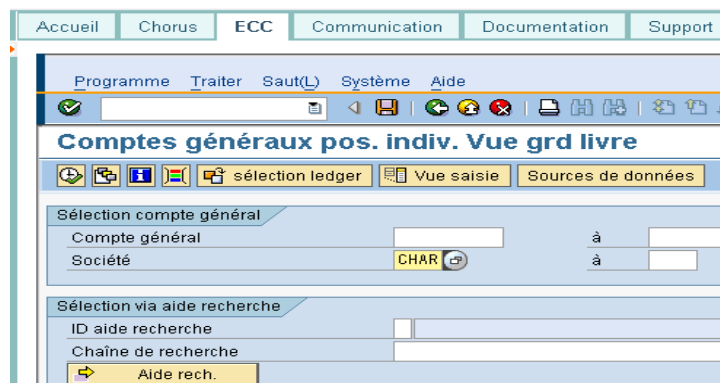 Accueil Chorus ECC Communication Documentation Support
Programme Traiter Saut(L) Système Aide
Comptes généraux pos. indiv. Vue grd livre
sélection ledger Vue saisie Sources de données
Sélection compte général
Compte général à
Société CHAR à
Sélection via aide recherche
ID aide recherche
Chaîne de recherche
Aide rech.